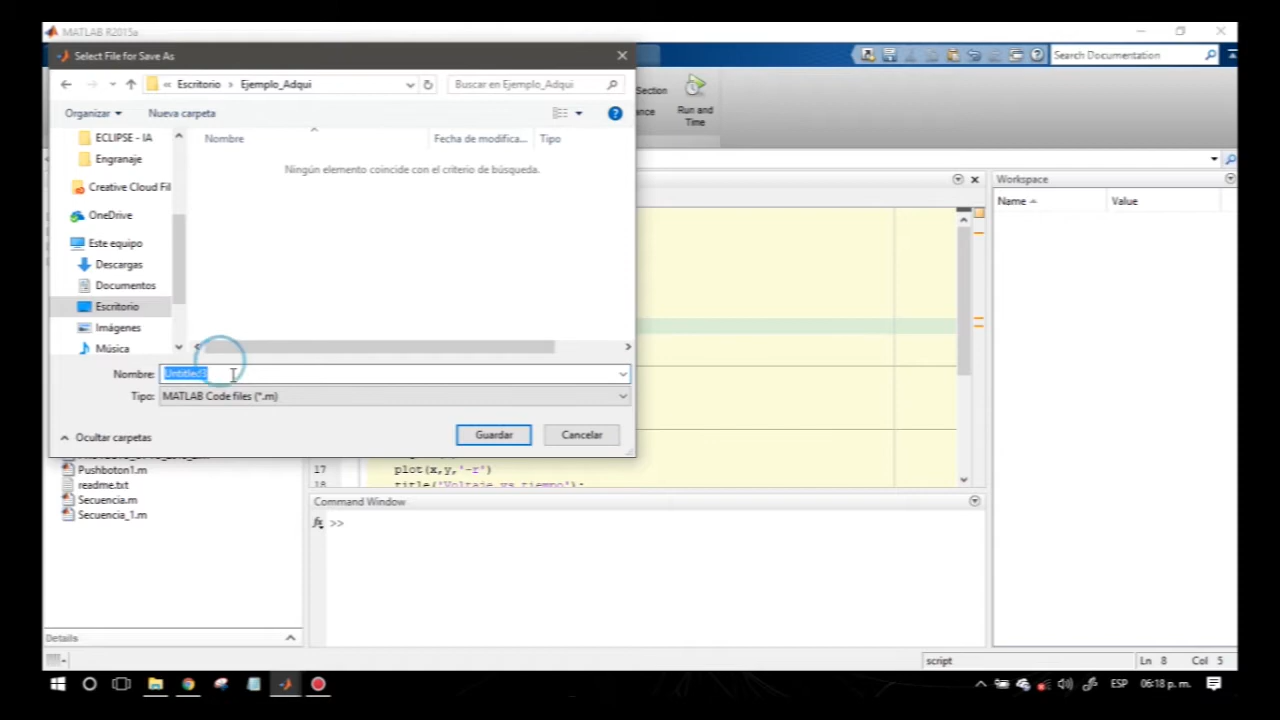 MATLAB R2015a
Select File for Save As
« Escritorio › Ejemplo_Adqui
Buscar en Ejemplo_Adqui
Search Documentation
Organizar
Nueva carpeta
Section
Run and
Time
ECLIPSE - IA
Engranaje
Creative Cloud Fil
OneDrive
Este equipo
Descargas
Documentos
Escritorio
Imágenes
Música
Nombre
Fecha de modifica...
Tipo
Ningún elemento coincide con el criterio de búsqueda.
Workspace
Name
Value
Nombre:
Untitled3
Tipo:
MATLAB Code files (*.m)
Ocultar carpetas
Guardar
Cancelar
Pushboton1.m
readme.txt
Secuencia.m
Secuencia_1.m
17 plot(x,y,'-r')
18 title('Voltaje vs tiempo');
Command Window
fx >>
Details
script
Ln 8 Col 5
ESP
06:18 p. m.